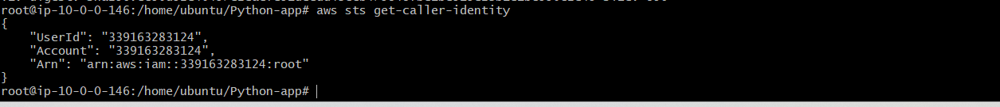 root@ip-10-0-0-146:/home/ubuntu/Python-app# aws sts get-caller-identity
{
    "UserId": "339163283124",
    "Account": "339163283124",
    "Arn": "arn:aws:iam::339163283124:root"
}
root@ip-10-0-0-146:/home/ubuntu/Python-app#